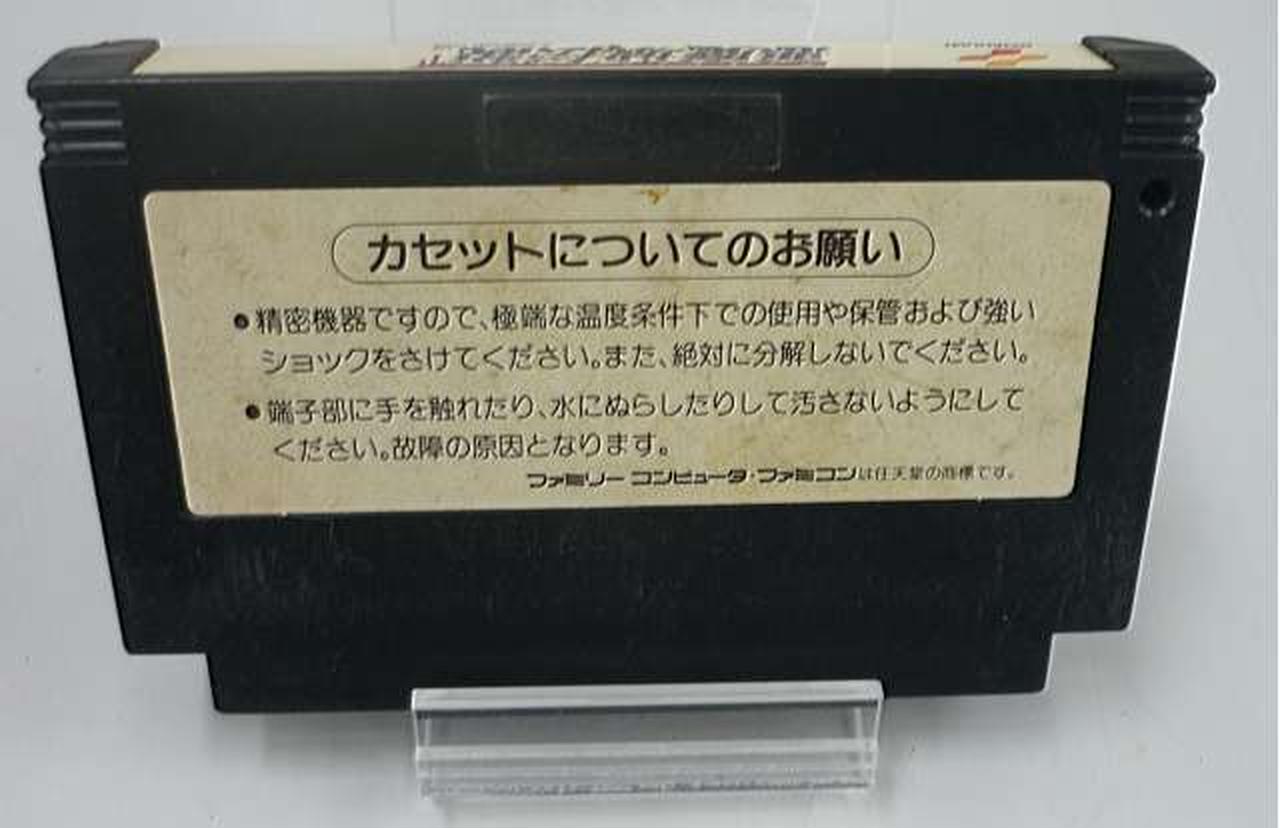 カセットについてのお願い
●精密機器ですので、極端な温度条件下での使用や保管および強い
ショックをさけてください。また、絶対に分解しないでください。
●端子部に手を触れたり、水にぬらしたりして汚さないようにして
ください。故障の原因となります。
ファミリー コンピュータ・ファミコンは任天堂の商標です。